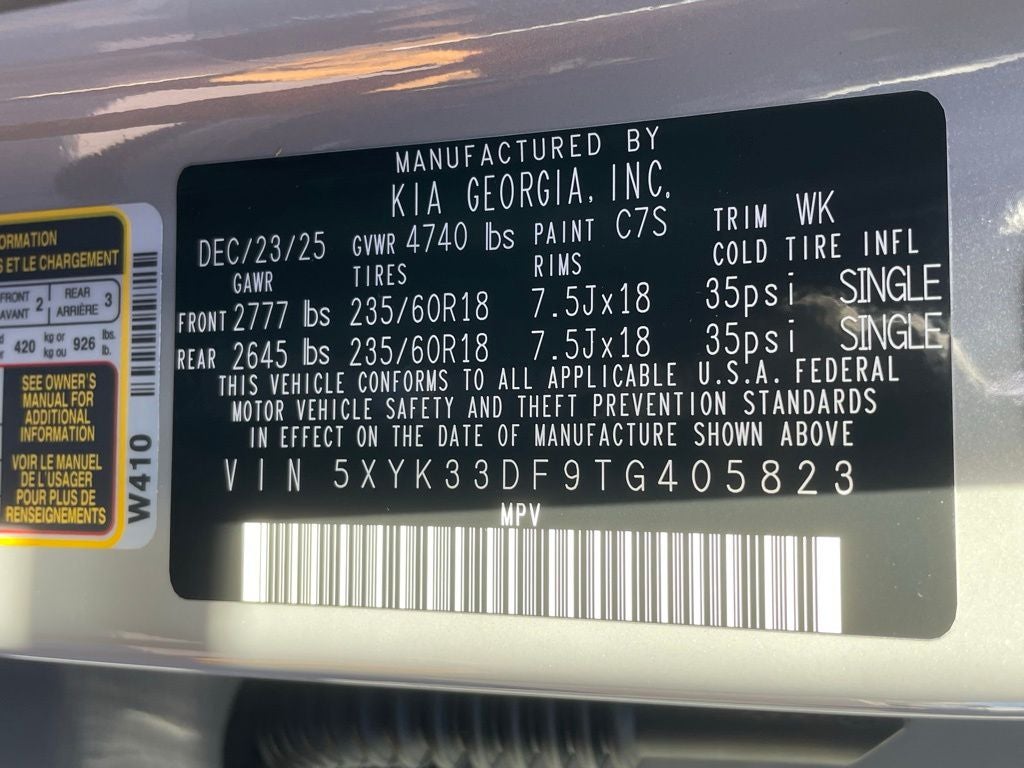 MANUFACTURED BY
KIA GEORGIA, INC.
DEC/23/25 GVWR 4740 lbs PAINT C7S TRIM WK
GAWR TIRES RIMS COLD TIRE INFL
FRONT 2777 lbs 235/60R18 7.5Jx18 35psi SINGLE
REAR 2645 lbs 235/60R18 7.5Jx18 35psi SINGLE
THIS VEHICLE CONFORMS TO ALL APPLICABLE U.S.A. FEDERAL
MOTOR VEHICLE SAFETY AND THEFT PREVENTION STANDARDS
IN EFFECT ON THE DATE OF MANUFACTURE SHOWN ABOVE
VIN 5XYK33DF9TG405823
MPV
ET LE CHARGEMENT
FRONT 2 REAR 3
AVANT ARRIÈRE
420 kg or 926 lbs.
kg ou lb.
SEE OWNER'S
MANUAL FOR
ADDITIONAL
INFORMATION
VOIR LE MANUEL
DE L'USAGER
POUR PLUS DE
RENSEIGNEMENTS
W410